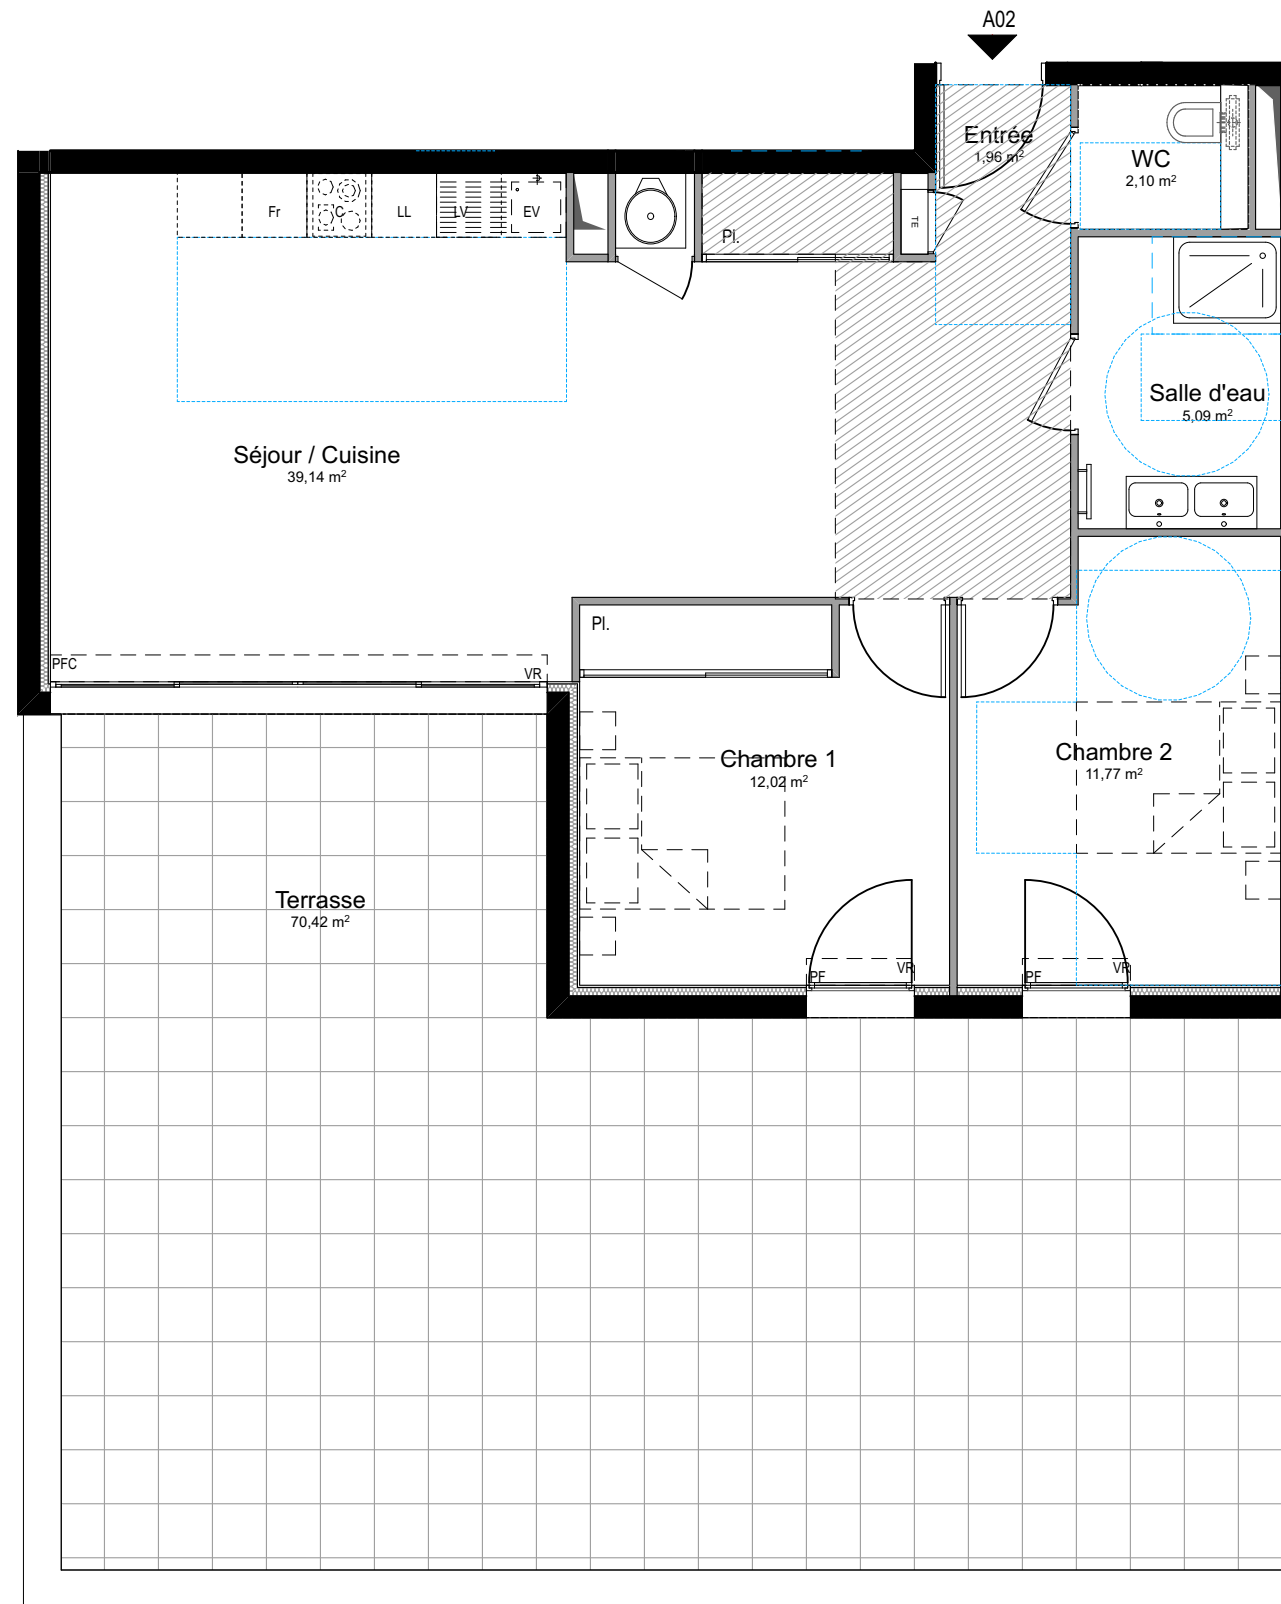 A02
Entrée
1,96 m²
WC
2,10 m²
Fr
C
LL
LV
EV
Pl.
TE
Salle d'eau
5,09 m²
Séjour / Cuisine
39,14 m²
Pl.
PFC
VR
Chambre 1
12,02 m²
Chambre 2
11,77 m²
Terrasse
70,42 m²
PF
VR
PF
VR